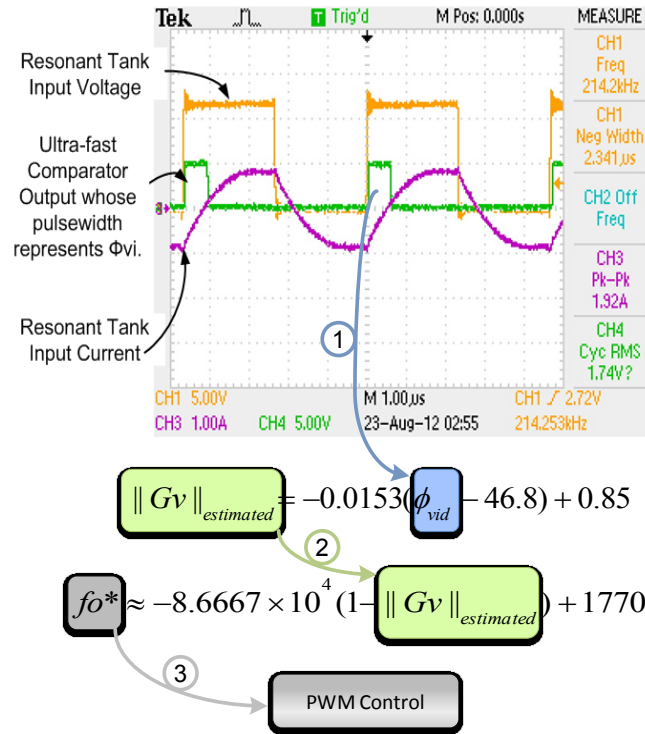 Tek Trig'd M Pos: 0.000s MEASURE
CH1
Freq
214.2kHz
CH1
Neg Width
2.341µs
CH2 Off
Freq
CH3
Pk-Pk
1.92A
CH4
Cyc RMS
1.74V?
Resonant Tank
Input Voltage
Ultra-fast
Comparator
Output whose
pulsewidth
represents Φvi.
Resonant Tank
Input Current
1
CH1 5.00V M 1.00µs CH1 2.72V
CH3 1.00A CH4 5.00V 23-Aug-12 02:55 214.253kHz
|| Gv ||estimated = −0.0153(ϕvid − 46.8) + 0.85
2
fo* ≈ −8.6667 × 10^4 (1− || Gv ||estimated) + 1770
3
PWM Control